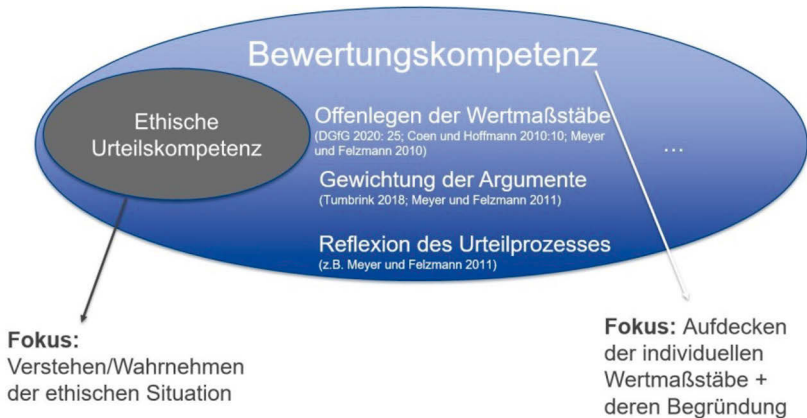 Bewertungskompetenz
Ethische
Urteilskompetenz
Offenlegen der Wertmaßstäbe
(DGfG 2020: 25; Coen und Hoffmann 2010:10; Meyer
und Felzmann 2010)
...
Gewichtung der Argumente
(Tumbrink 2018; Meyer und Felzmann 2011)
Reflexion des Urteilprozesses
(z.B. Meyer und Felzmann 2011)
Fokus:
Verstehen/Wahrnehmen
der ethischen Situation
Fokus: Aufdecken
der individuellen
Wertmaßstäbe +
deren Begründung